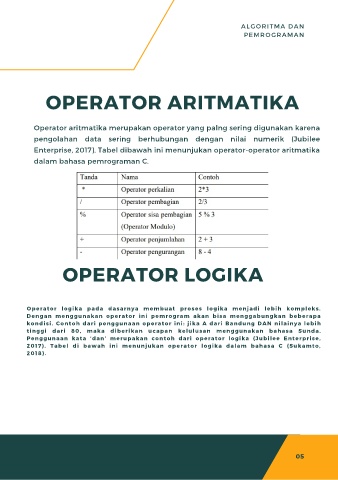 ALGORITMA DAN
PEMROGRAMAN
OPERATOR ARITMATIKA
Operator aritmatika merupakan operator yang palng sering digunakan karena
pengolahan data sering berhubungan dengan nilai numerik (Jubilee
Enterprise, 2017). Tabel dibawah ini menunjukan operator-operator aritmatika
dalam bahasa pemrograman C.
Tanda Nama Contoh
* Operator perkalian 2*3
/ Operator pembagian 2/3
% Operator sisa pembagian 5 % 3
(Operator Modulo)
+ Operator penjumlahan 2 + 3
- Operator pengurangan 8 - 4
OPERATOR LOGIKA
Operator logika pada dasarnya membuat proses logika menjadi lebih kompleks.
Dengan menggunakan operator ini pemrogram akan bisa menggabungkan beberapa
kondisi. Contoh dari penggunaan operator ini: jika A dari Bandung DAN nilainya lebih
tinggi dari 80, maka diberikan ucapan kelulusan menggunakan bahasa Sunda.
Penggunaan kata 'dan' merupakan contoh dari operator logika (Jubilee Enterprise,
2017). Tabel di bawah ini menunjukan operator logika dalam bahasa C (Sukamto,
2018).
05